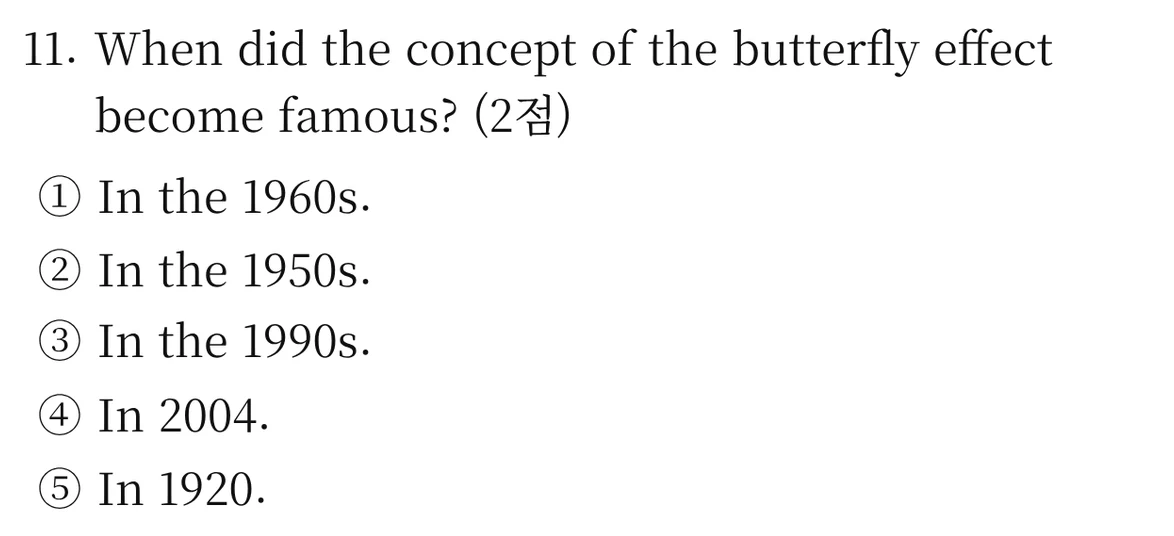 11. When did the concept of the butterfly effect
become famous? (2점)
① In the 1960s.
② In the 1950s.
③ In the 1990s.
④ In 2004.
⑤ In 1920.